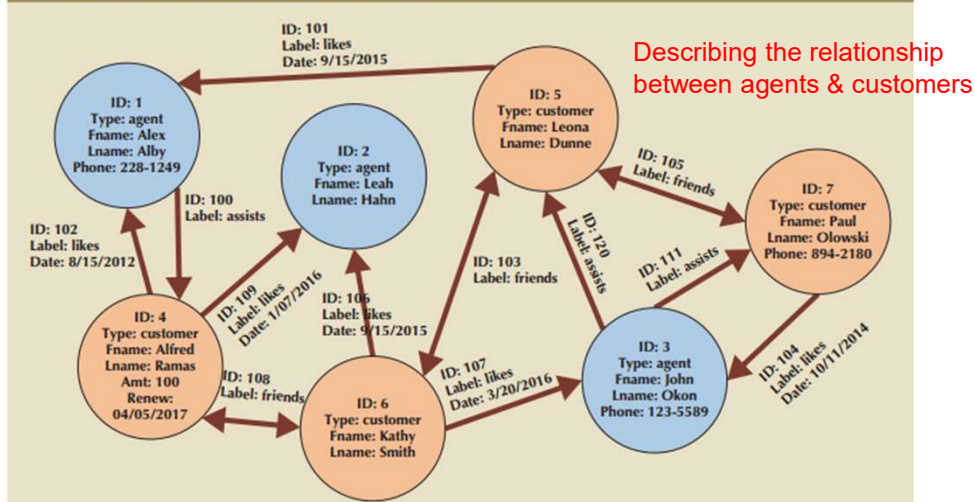 ID: 101
Label: likes
Date: 9/15/2015
Describing the relationship
between agents & customers
ID: 1
Type: agent
Fname: Alex
Lname: Alby
Phone: 228-1249
ID: 2
Type: agent
Fname: Leah
Lname: Hahn
ID: 5
Type: customer
Fname: Leona
Lname: Dunne
ID: 105
Label: friends
ID: 7
Type: customer
Fname: Paul
Lname: Olowski
Phone: 894-2180
ID: 100
Label: assists
ID: 102
Label: likes
Date: 8/15/2012
ID: 109
Label: likes
Date: 1/07/2016
ID: 106
Label: likes
Date: 9/15/2015
ID: 103
Label: friends
ID: 120
Label: assists
ID: 111
Label: assists
ID: 4
Type: customer
Fname: Alfred
Lname: Ramas
Amt: 100
Renew:
04/05/2017
ID: 108
Label: friends
ID: 6
Type: customer
Fname: Kathy
Lname: Smith
ID: 107
Label: likes
Date: 3/20/2016
ID: 3
Type: agent
Fname: John
Lname: Okon
Phone: 123-5589
ID: 104
Label: likes
Date: 10/11/2014